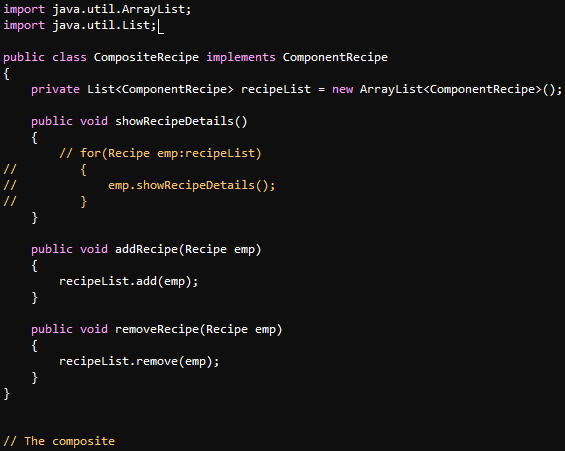 import java.util.ArrayList;
import java.util.List;
public class CompositeRecipe implements ComponentRecipe
{
    private List<ComponentRecipe> recipeList = new ArrayList<ComponentRecipe>();
    public void showRecipeDetails()
    {
        // for(Recipe emp:recipeList)
//         {
//             emp.showRecipeDetails();
//         }
    }
    public void addRecipe(Recipe emp)
    {
        recipeList.add(emp);
    }
    public void removeRecipe(Recipe emp)
    {
        recipeList.remove(emp);
    }
}
// The composite